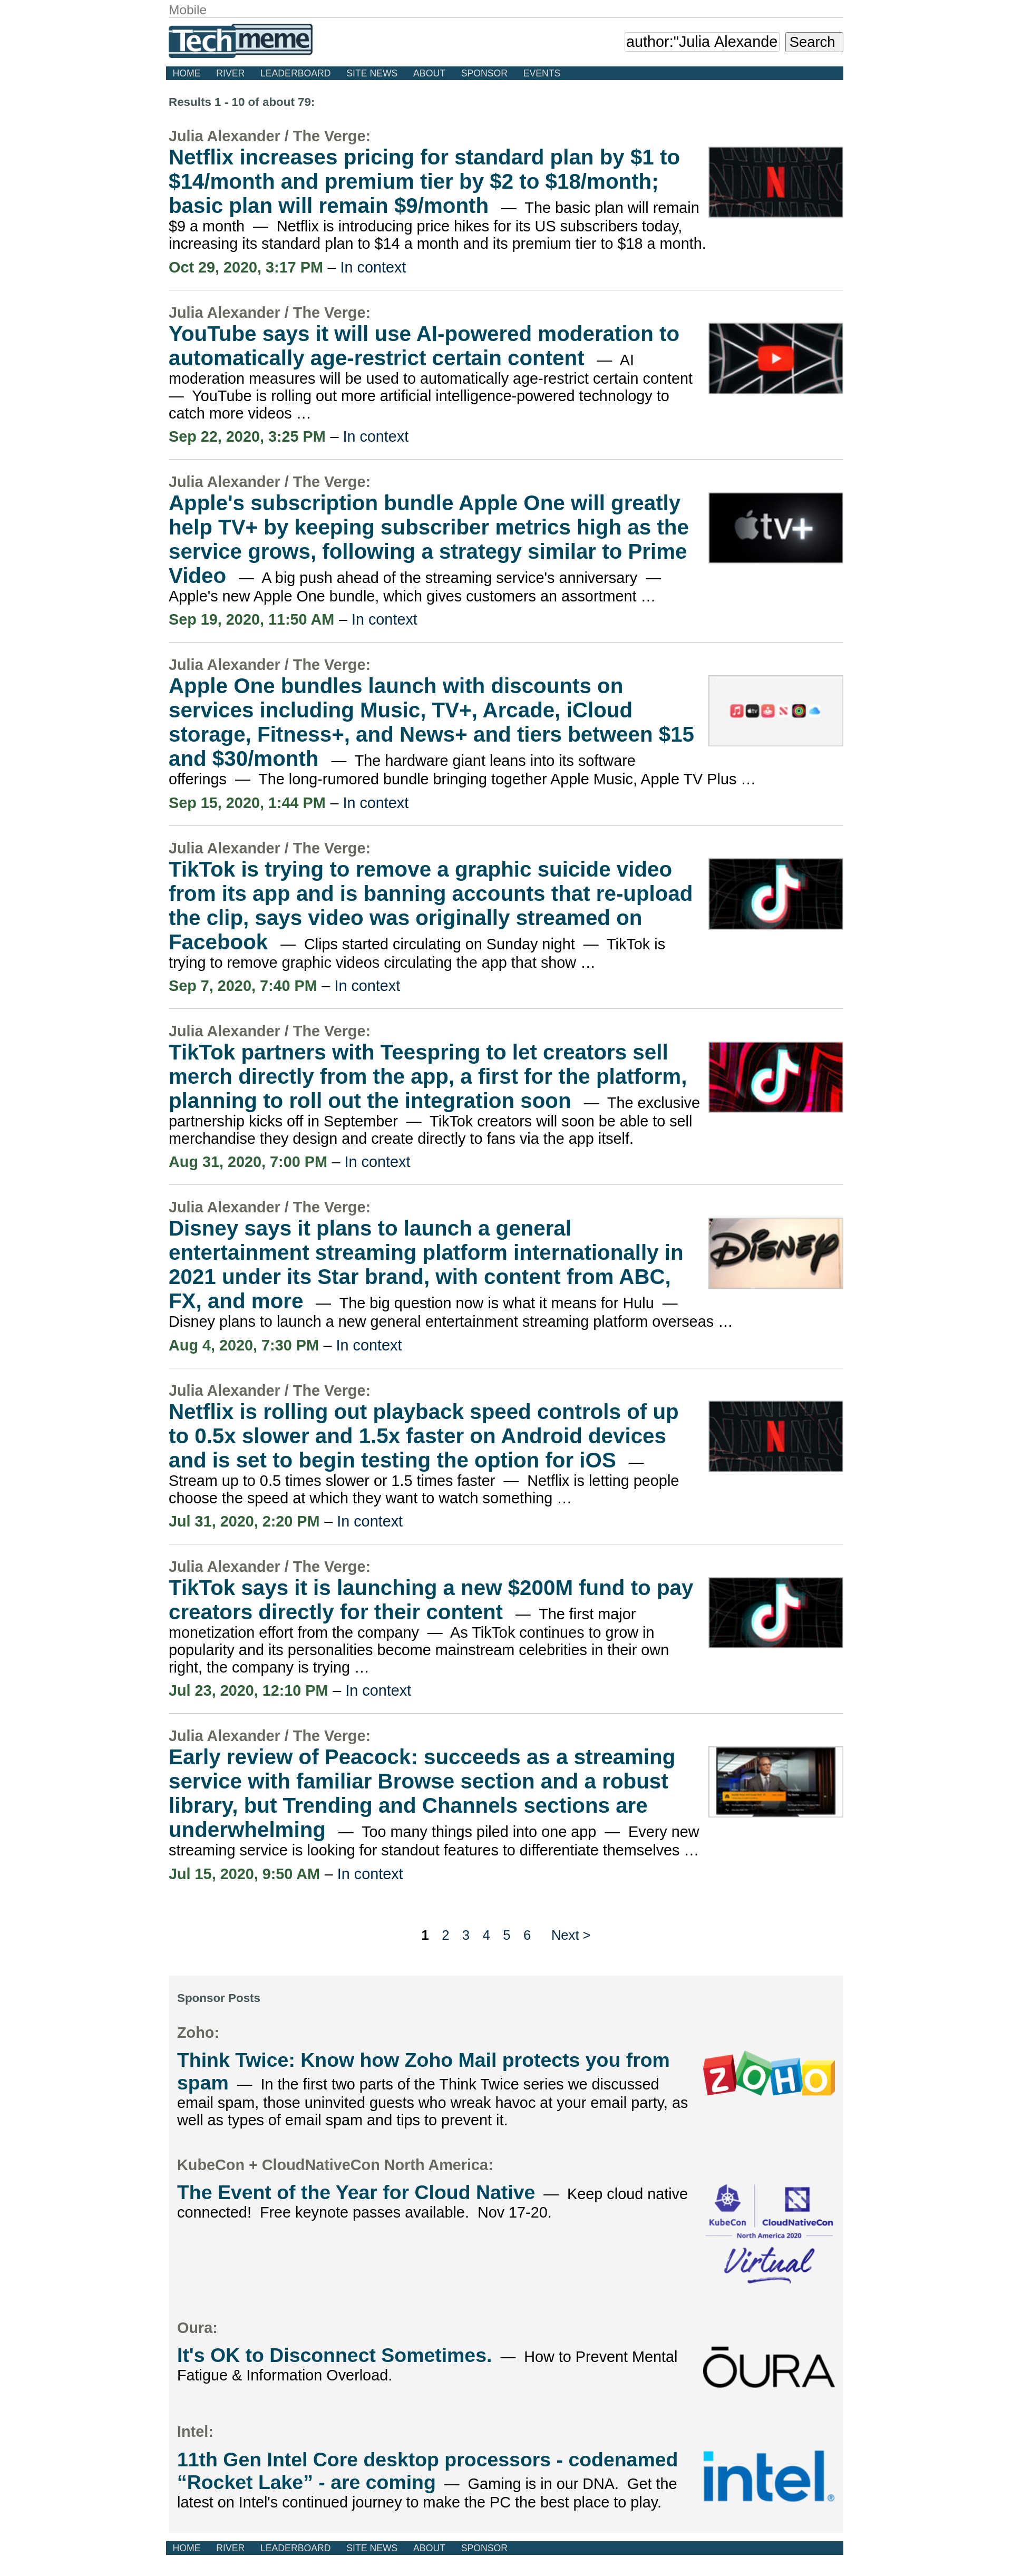 Mobile
Techmeme
author:"Julia Alexande
Search
HOME RIVER LEADERBOARD SITE NEWS ABOUT SPONSOR EVENTS
Results 1 - 10 of about 79:
Julia Alexander / The Verge:
Netflix increases pricing for standard plan by $1 to
$14/month and premium tier by $2 to $18/month;
basic plan will remain $9/month — The basic plan will remain
$9 a month — Netflix is introducing price hikes for its US subscribers today,
increasing its standard plan to $14 a month and its premium tier to $18 a month.
Oct 29, 2020, 3:17 PM – In context
Julia Alexander / The Verge:
YouTube says it will use AI-powered moderation to
automatically age-restrict certain content — AI
moderation measures will be used to automatically age-restrict certain content
— YouTube is rolling out more artificial intelligence-powered technology to
catch more videos …
Sep 22, 2020, 3:25 PM – In context
Julia Alexander / The Verge:
Apple's subscription bundle Apple One will greatly
help TV+ by keeping subscriber metrics high as the
service grows, following a strategy similar to Prime
Video — A big push ahead of the streaming service's anniversary —
Apple's new Apple One bundle, which gives customers an assortment …
tv+
Sep 19, 2020, 11:50 AM – In context
Julia Alexander / The Verge:
Apple One bundles launch with discounts on
services including Music, TV+, Arcade, iCloud
storage, Fitness+, and News+ and tiers between $15
and $30/month — The hardware giant leans into its software
offerings — The long-rumored bundle bringing together Apple Music, Apple TV Plus …
Sep 15, 2020, 1:44 PM – In context
Julia Alexander / The Verge:
TikTok is trying to remove a graphic suicide video
from its app and is banning accounts that re-upload
the clip, says video was originally streamed on
Facebook — Clips started circulating on Sunday night — TikTok is
trying to remove graphic videos circulating the app that show …
Sep 7, 2020, 7:40 PM – In context
Julia Alexander / The Verge:
TikTok partners with Teespring to let creators sell
merch directly from the app, a first for the platform,
planning to roll out the integration soon — The exclusive
partnership kicks off in September — TikTok creators will soon be able to sell
merchandise they design and create directly to fans via the app itself.
Aug 31, 2020, 7:00 PM – In context
Julia Alexander / The Verge:
Disney says it plans to launch a general
entertainment streaming platform internationally in
2021 under its Star brand, with content from ABC,
FX, and more — The big question now is what it means for Hulu —
Disney plans to launch a new general entertainment streaming platform overseas …
Disney
Aug 4, 2020, 7:30 PM – In context
Julia Alexander / The Verge:
Netflix is rolling out playback speed controls of up
to 0.5x slower and 1.5x faster on Android devices
and is set to begin testing the option for iOS —
Stream up to 0.5 times slower or 1.5 times faster — Netflix is letting people
choose the speed at which they want to watch something …
Jul 31, 2020, 2:20 PM – In context
Julia Alexander / The Verge:
TikTok says it is launching a new $200M fund to pay
creators directly for their content — The first major
monetization effort from the company — As TikTok continues to grow in
popularity and its personalities become mainstream celebrities in their own
right, the company is trying …
Jul 23, 2020, 12:10 PM – In context
Julia Alexander / The Verge:
Early review of Peacock: succeeds as a streaming
service with familiar Browse section and a robust
library, but Trending and Channels sections are
underwhelming — Too many things piled into one app — Every new
streaming service is looking for standout features to differentiate themselves …
Jul 15, 2020, 9:50 AM – In context
1 2 3 4 5 6 Next >
Sponsor Posts
Zoho:
Think Twice: Know how Zoho Mail protects you from
spam — In the first two parts of the Think Twice series we discussed
email spam, those uninvited guests who wreak havoc at your email party, as
well as types of email spam and tips to prevent it.
ZOHO
KubeCon + CloudNativeCon North America:
The Event of the Year for Cloud Native — Keep cloud native
connected! Free keynote passes available. Nov 17-20.
KubeCon CloudNativeCon
North America 2020
Virtual
Oura:
It's OK to Disconnect Sometimes. — How to Prevent Mental
Fatigue & Information Overload.
ŌURA
Intel:
11th Gen Intel Core desktop processors - codenamed
“Rocket Lake” - are coming — Gaming is in our DNA. Get the
latest on Intel's continued journey to make the PC the best place to play.
intel.
HOME RIVER LEADERBOARD SITE NEWS ABOUT SPONSOR